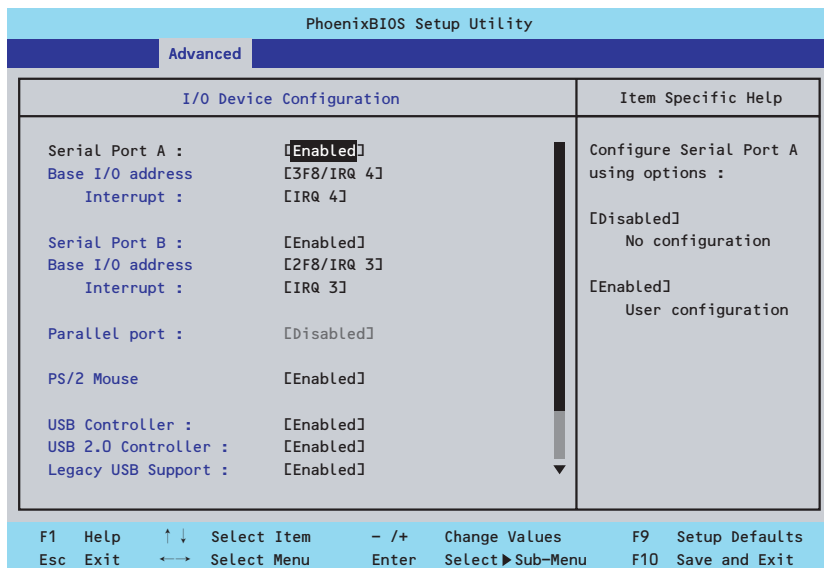 PhoenixBIOS Setup Utility
Advanced
I/O Device Configuration
Item Specific Help
Serial Port A : [Enabled]
Base I/O address [3F8/IRQ 4]
Interrupt : [IRQ 4]
Serial Port B : [Enabled]
Base I/O address [2F8/IRQ 3]
Interrupt : [IRQ 3]
Parallel port : [Disabled]
PS/2 Mouse [Enabled]
USB Controller : [Enabled]
USB 2.0 Controller : [Enabled]
Legacy USB Support : [Enabled]
Configure Serial Port A
using options :
[Disabled]
No configuration
[Enabled]
User configuration
F1 Help ↑↓ Select Item - /+ Change Values F9 Setup Defaults
Esc Exit ←→ Select Menu Enter Select▶Sub-Menu F10 Save and Exit